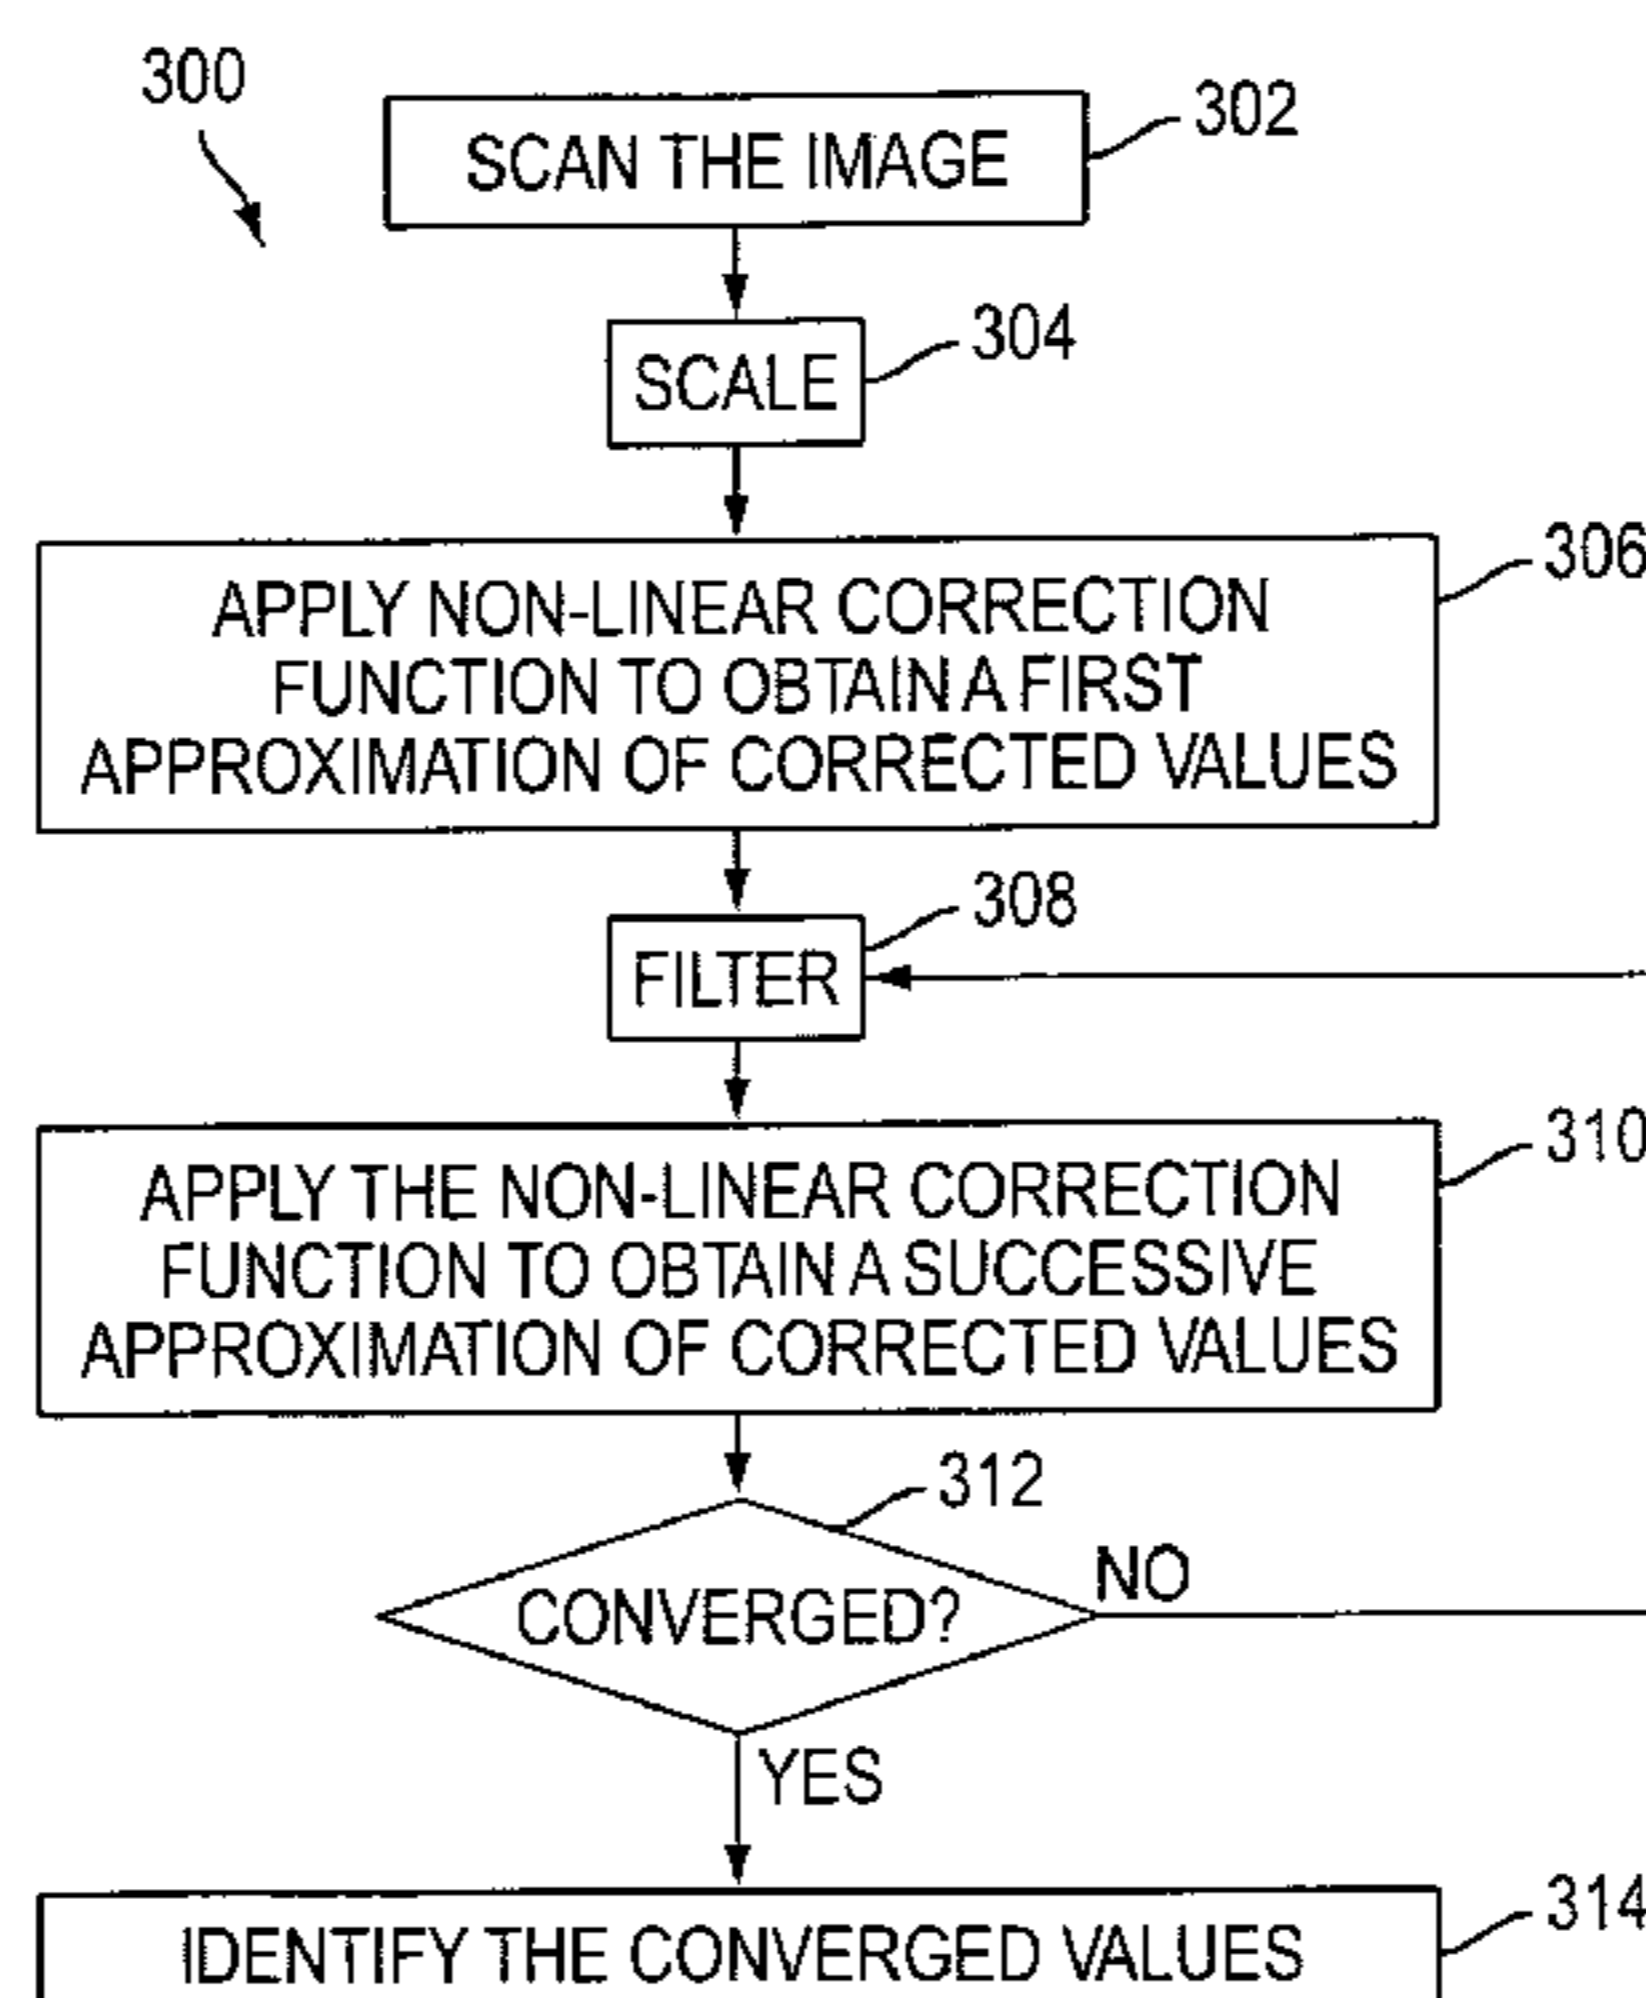 300
SCAN THE IMAGE
302
SCALE
304
APPLY NON-LINEAR CORRECTION
FUNCTION TO OBTAIN A FIRST
APPROXIMATION OF CORRECTED VALUES
306
FILTER
308
APPLY THE NON-LINEAR CORRECTION
FUNCTION TO OBTAIN A SUCCESSIVE
APPROXIMATION OF CORRECTED VALUES
310
CONVERGED?
312
NO
YES
IDENTIFY THE CONVERGED VALUES
314